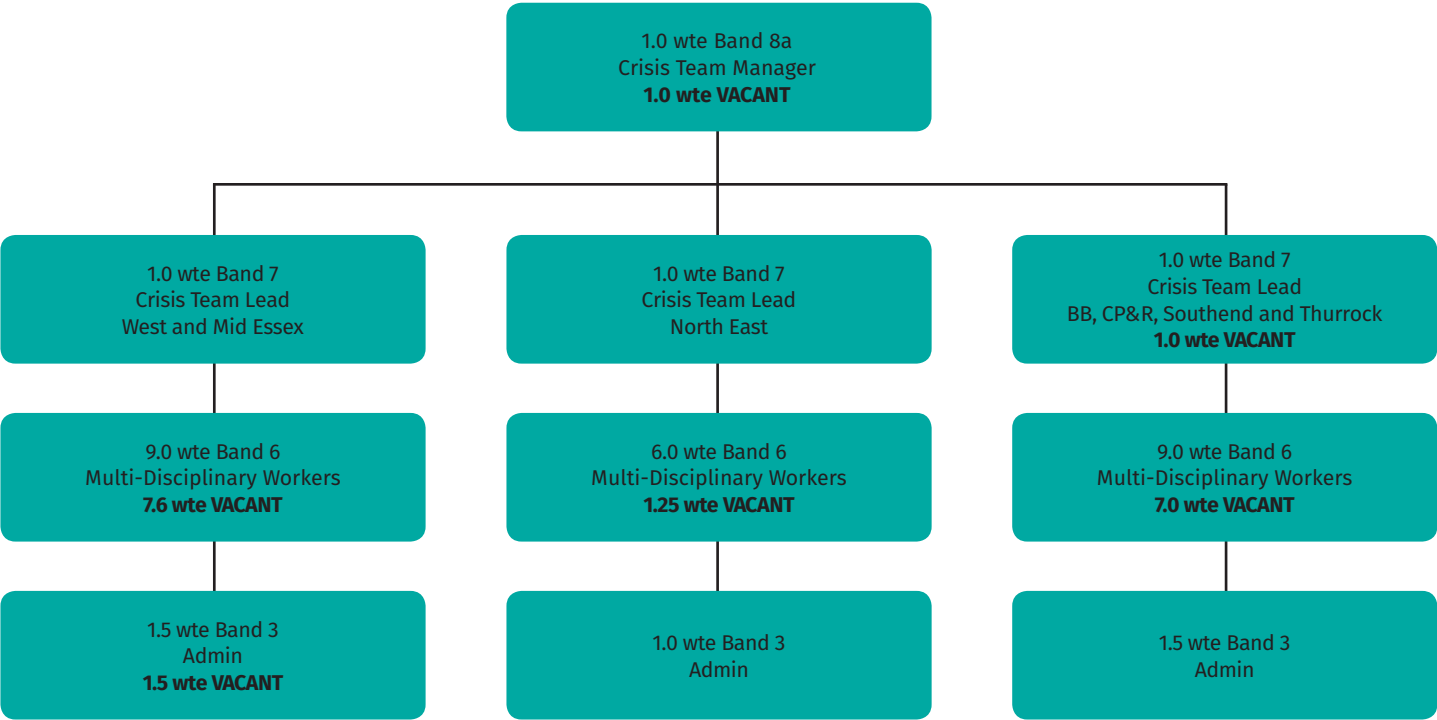 1.0 wte Band 8a
Crisis Team Manager
1.0 wte VACANT
1.0 wte Band 7
Crisis Team Lead
West and Mid Essex
1.0 wte Band 7
Crisis Team Lead
North East
1.0 wte Band 7
Crisis Team Lead
BB, CP&R, Southend and Thurrock
1.0 wte VACANT
9.0 wte Band 6
Multi-Disciplinary Workers
7.6 wte VACANT
6.0 wte Band 6
Multi-Disciplinary Workers
1.25 wte VACANT
9.0 wte Band 6
Multi-Disciplinary Workers
7.0 wte VACANT
1.5 wte Band 3
Admin
1.5 wte VACANT
1.0 wte Band 3
Admin
1.5 wte Band 3
Admin